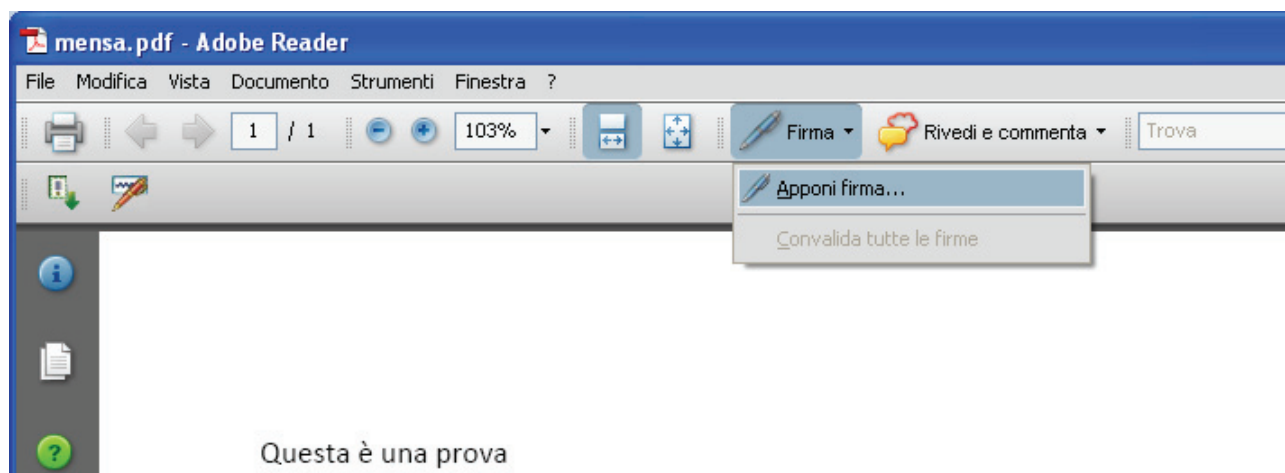 mensa.pdf - Adobe Reader
File Modifica Vista Documento Strumenti Finestra ?
1 / 1 103% Firma Rivedi e commenta Trova
Apponi firma...
Convalida tutte le firme
Questa è una prova